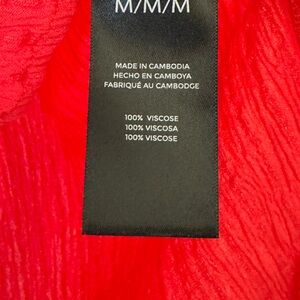 M/M/M
MADE IN CAMBODIA
HECHO EN CAMBOYA
FABRIQUÉ AU CAMBODGE
100% VISCOSE
100% VISCOSA
100% VISCOSE